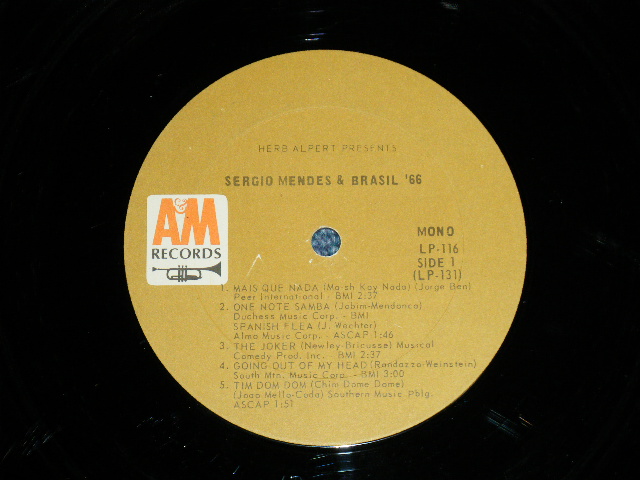 HERB ALPERT PRESENTS
SERGIO MENDES & BRASIL '66
A&M
RECORDS
MONO
LP-116
SIDE 1
(LP-131)
1. MAIS QUE NADA (Ma sh Kay Nada) (Jorge Ben)
Peer International - BMI 2:37
2. ONE NOTE SAMBA (Jobim-Mendonca)
Duchess Music Corp. - BMI
SPANISH FLEA (J. Wechter)
Almo Music Corp. - ASCAP 1:46
3. THE JOKER (Newley-Bricusse) Musical
Comedy Prod. Inc. - BMI 2:37
4. GOING OUT OF MY HEAD (Randazzo-Weinstein)
South Mtn. Music Corp. - BMI 3:00
5. TIM DOM DOM (Chim Dome Dome)
(Joao Mello-Coda) Southern Music Pblg.
ASCAP 1:51